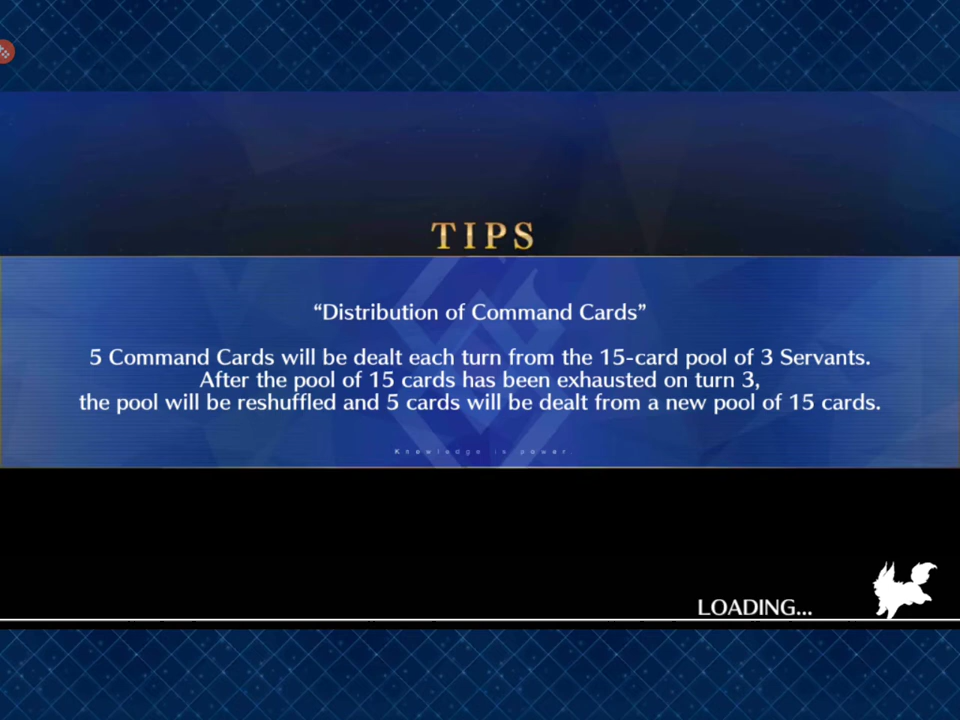 TIPS
“Distribution of Command Cards”
5 Command Cards will be dealt each turn from the 15-card pool of 3 Servants.
After the pool of 15 cards has been exhausted on turn 3,
the pool will be reshuffled and 5 cards will be dealt from a new pool of 15 cards.
Knowledge is power.
LOADING...